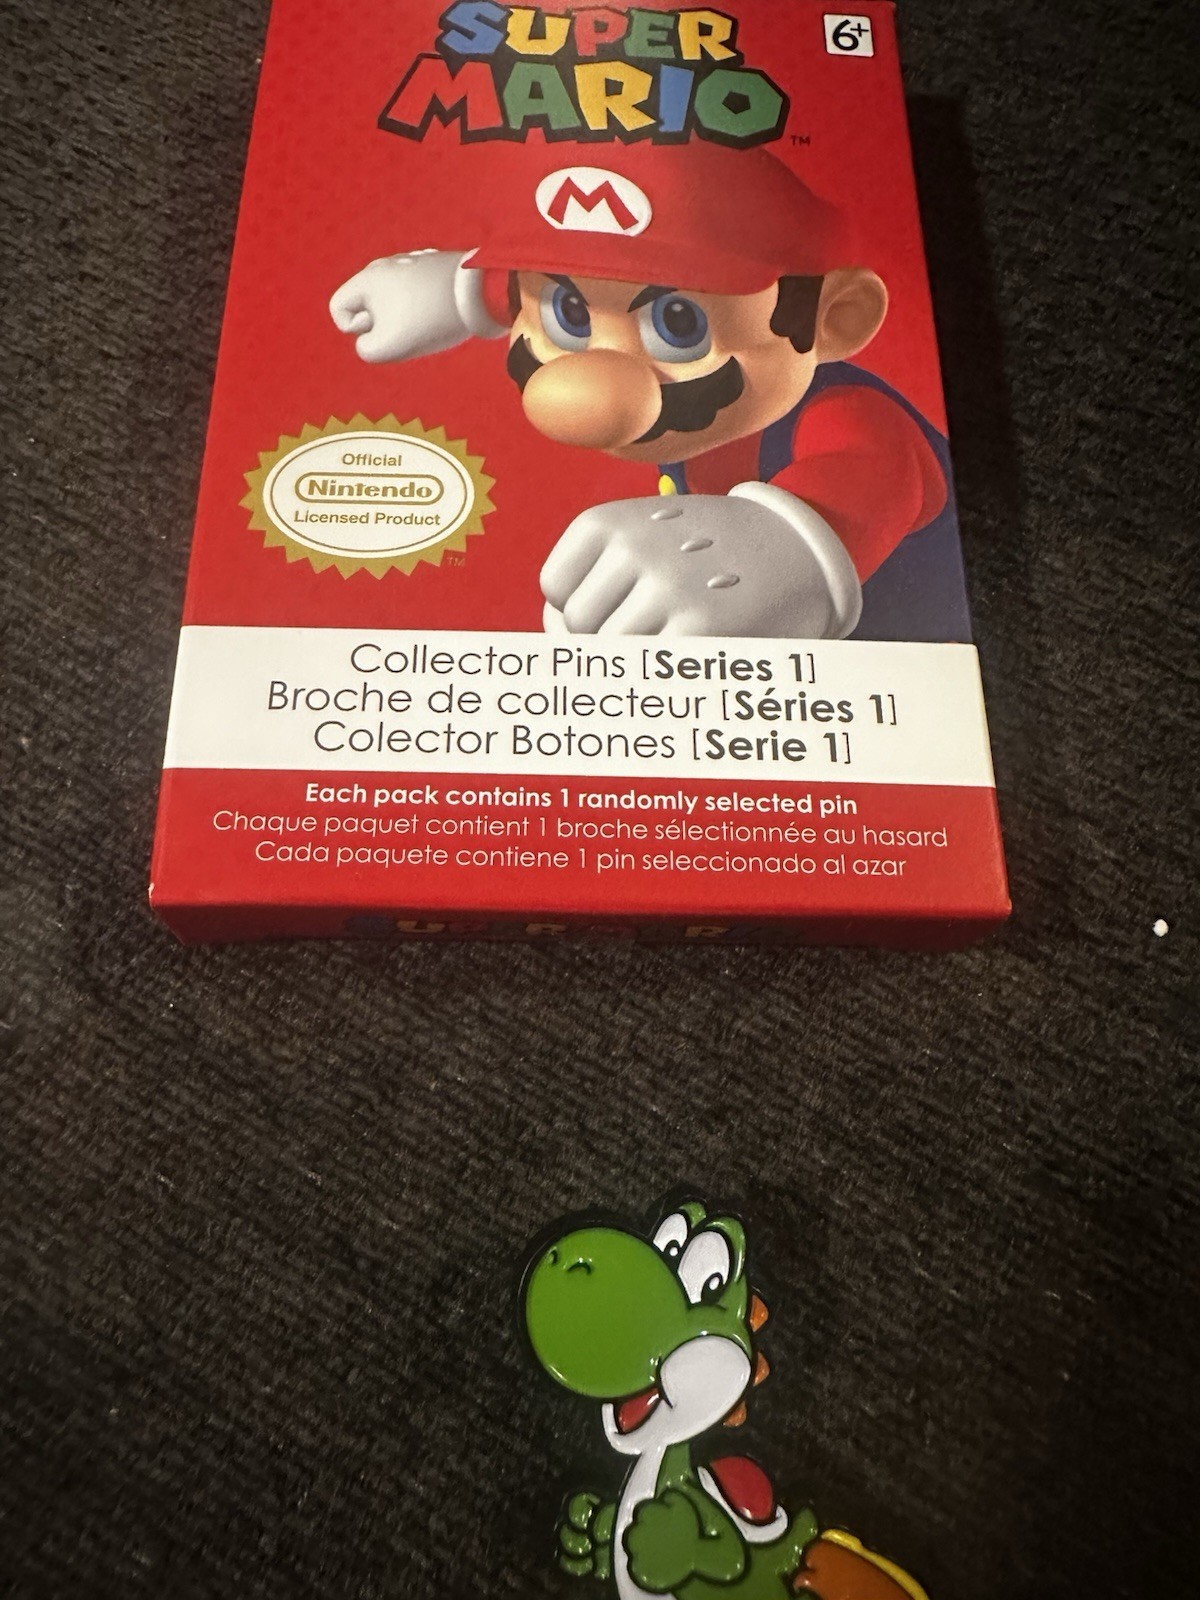 SUPER
MARIO
TM
6+
M
Official
Nintendo
Licensed Product
TM
Collector Pins [Series 1]
Broche de collecteur [Séries 1]
Colector Botones [Serie 1]
Each pack contains 1 randomly selected pin
Chaque paquet contient 1 broche sélectionnée au hasard
Cada paquete contiene 1 pin seleccionado al azar